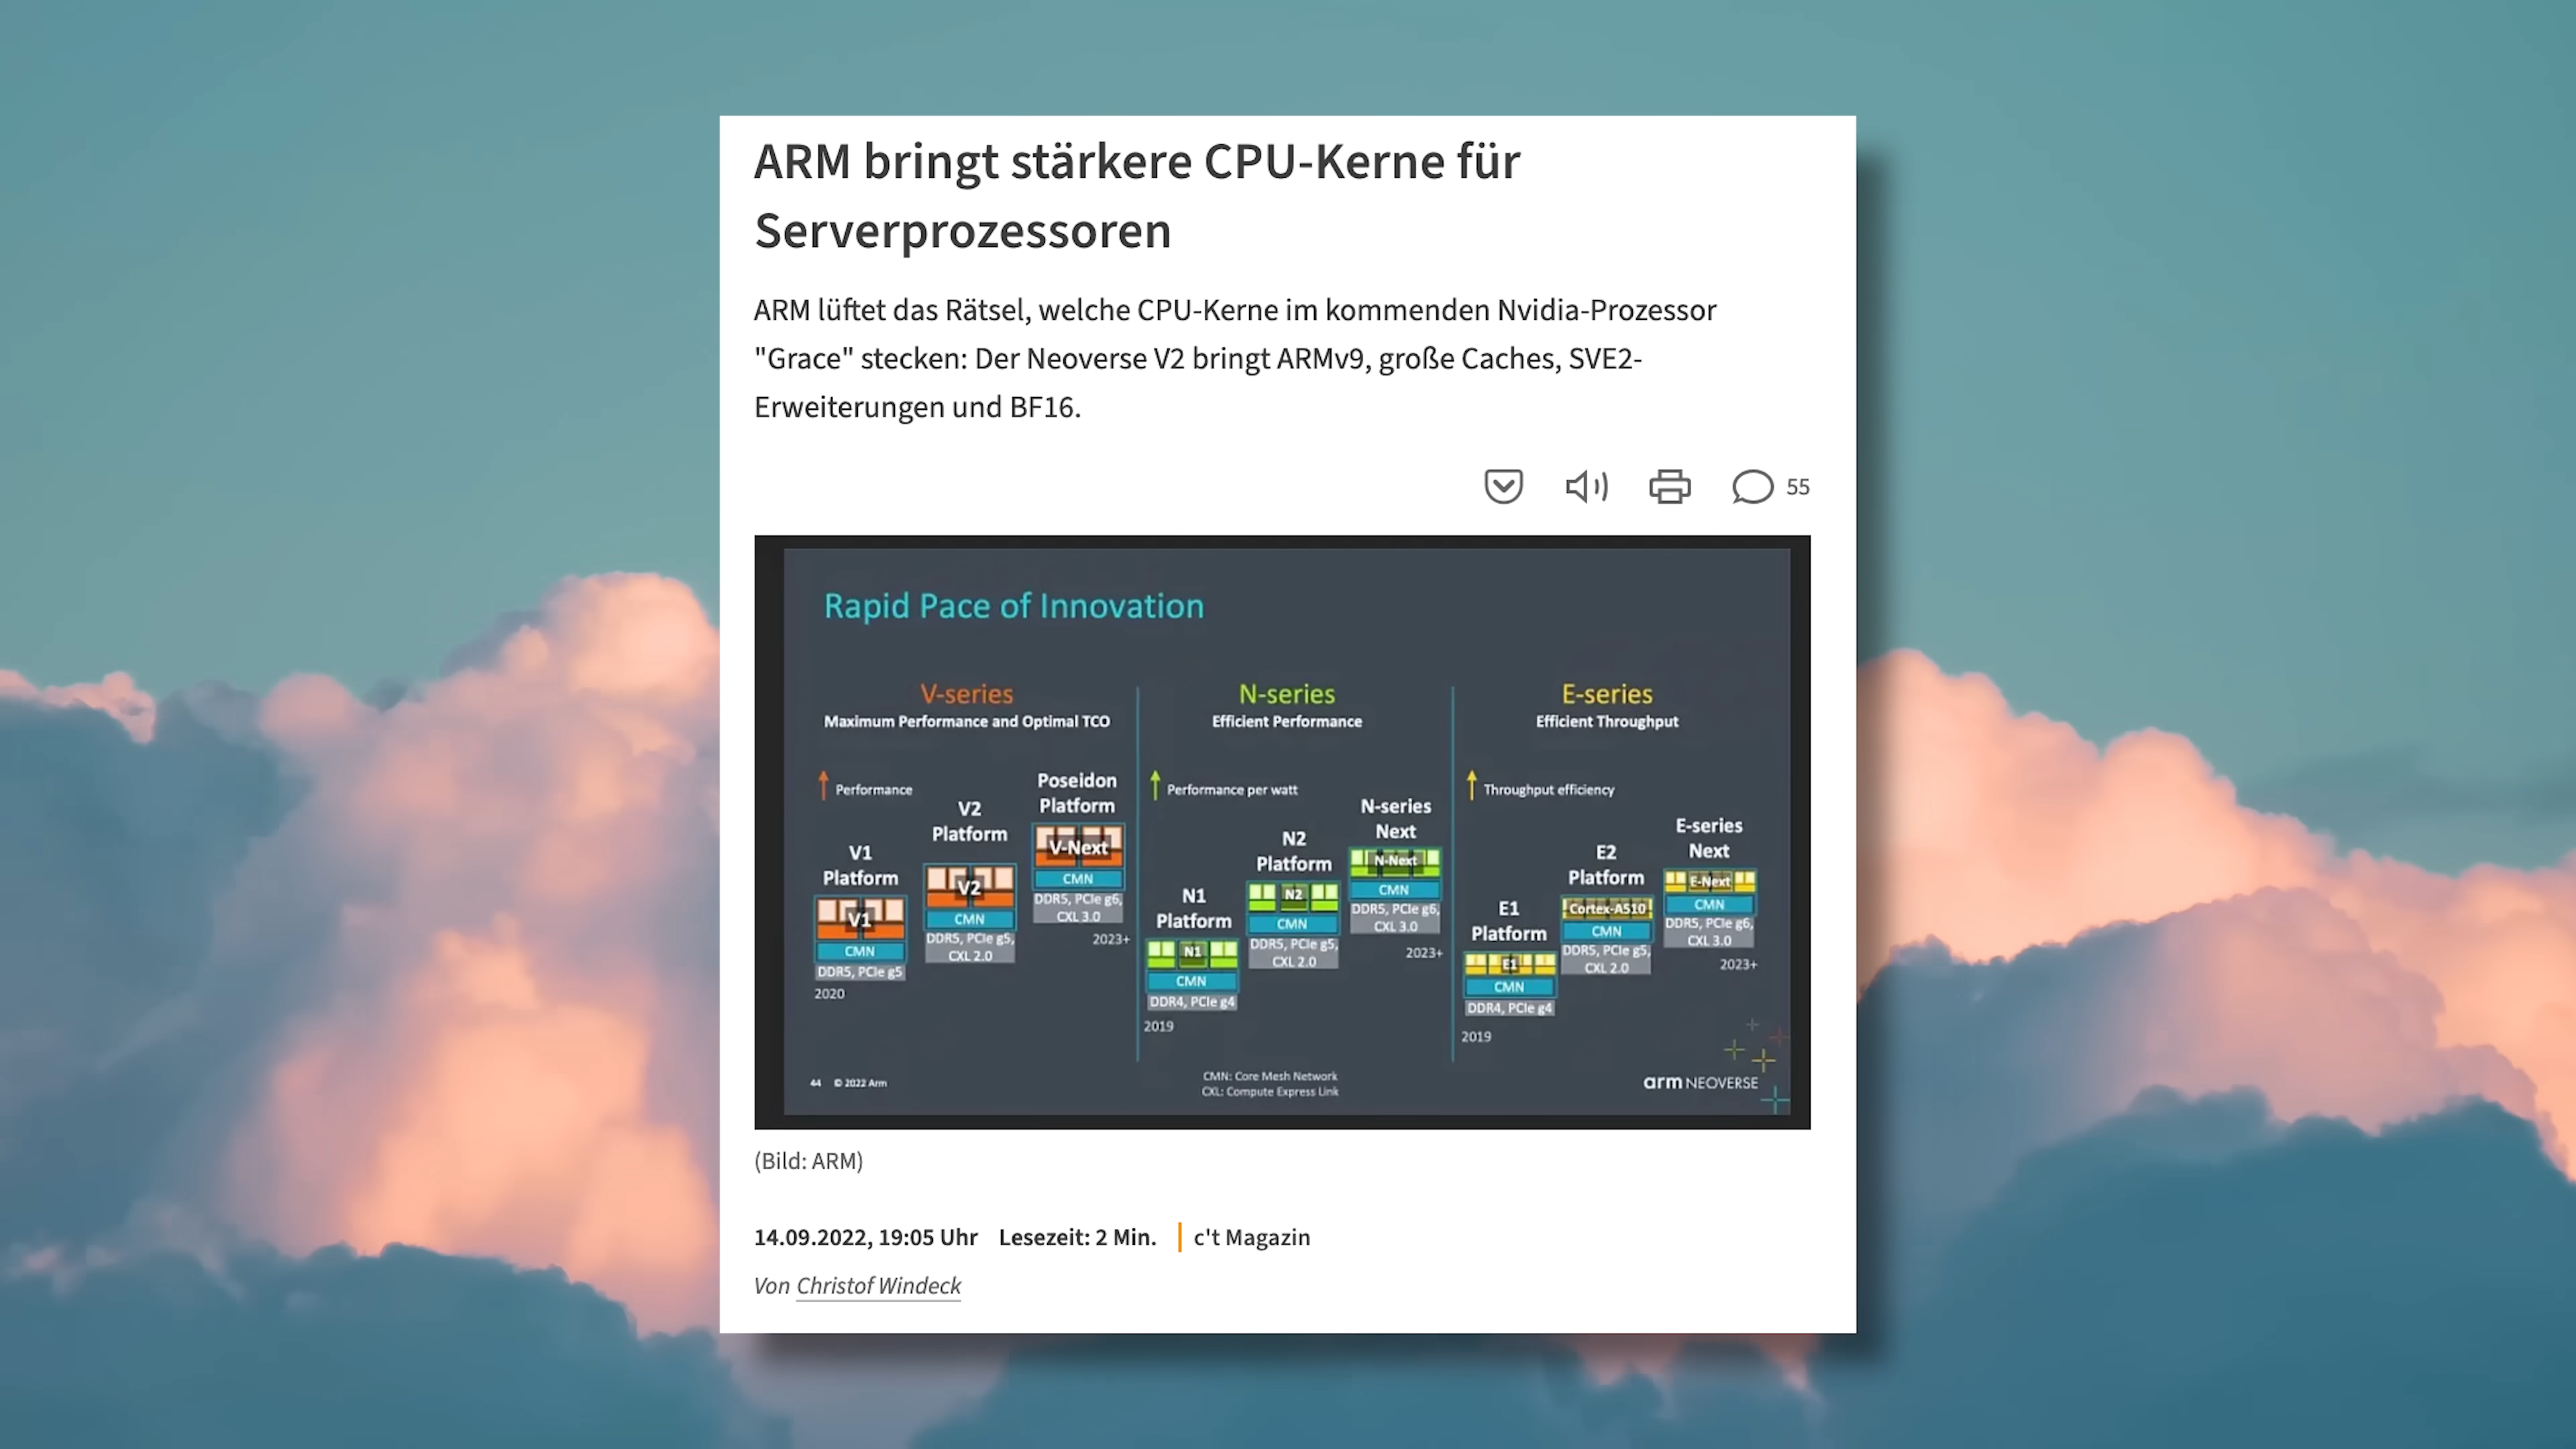 ARM bringt stärkere CPU-Kerne für
Serverprozessoren
ARM lüftet das Rätsel, welche CPU-Kerne im kommenden Nvidia-Prozessor
"Grace" stecken: Der Neoverse V2 bringt ARMv9, große Caches, SVE2-
Erweiterungen und BF16.
55
Rapid Pace of Innovation
V-series
Maximum Performance and Optimal TCO
Performance
V1
Platform
V1
CMN
DDR5, PCIe g5
2020
V2
Platform
V2
CMN
DDR5, PCIe g5,
CXL 2.0
Poseidon
Platform
V-Next
CMN
DDR5, PCIe g6,
CXL 3.0
2023+
N-series
Efficient Performance
Performance per watt
N1
Platform
N1
CMN
DDR4, PCIe g4
2019
N2
Platform
N2
CMN
DDR5, PCIe g5,
CXL 2.0
N-series
Next
N-Next
CMN
DDR5, PCIe g6,
CXL 3.0
2023+
E-series
Efficient Throughput
Throughput efficiency
E1
Platform
E1
CMN
DDR4, PCIe g4
2019
E2
Platform
Cortex-A510
CMN
DDR5, PCIe g5,
CXL 2.0
E-series
Next
E-Next
CMN
DDR5, PCIe g6,
CXL 3.0
2023+
44 © 2022 Arm
CMN: Core Mesh Network
CXL: Compute Express Link
arm NEOVERSE
(Bild: ARM)
14.09.2022, 19:05 Uhr Lesezeit: 2 Min. c't Magazin
Von Christof Windeck